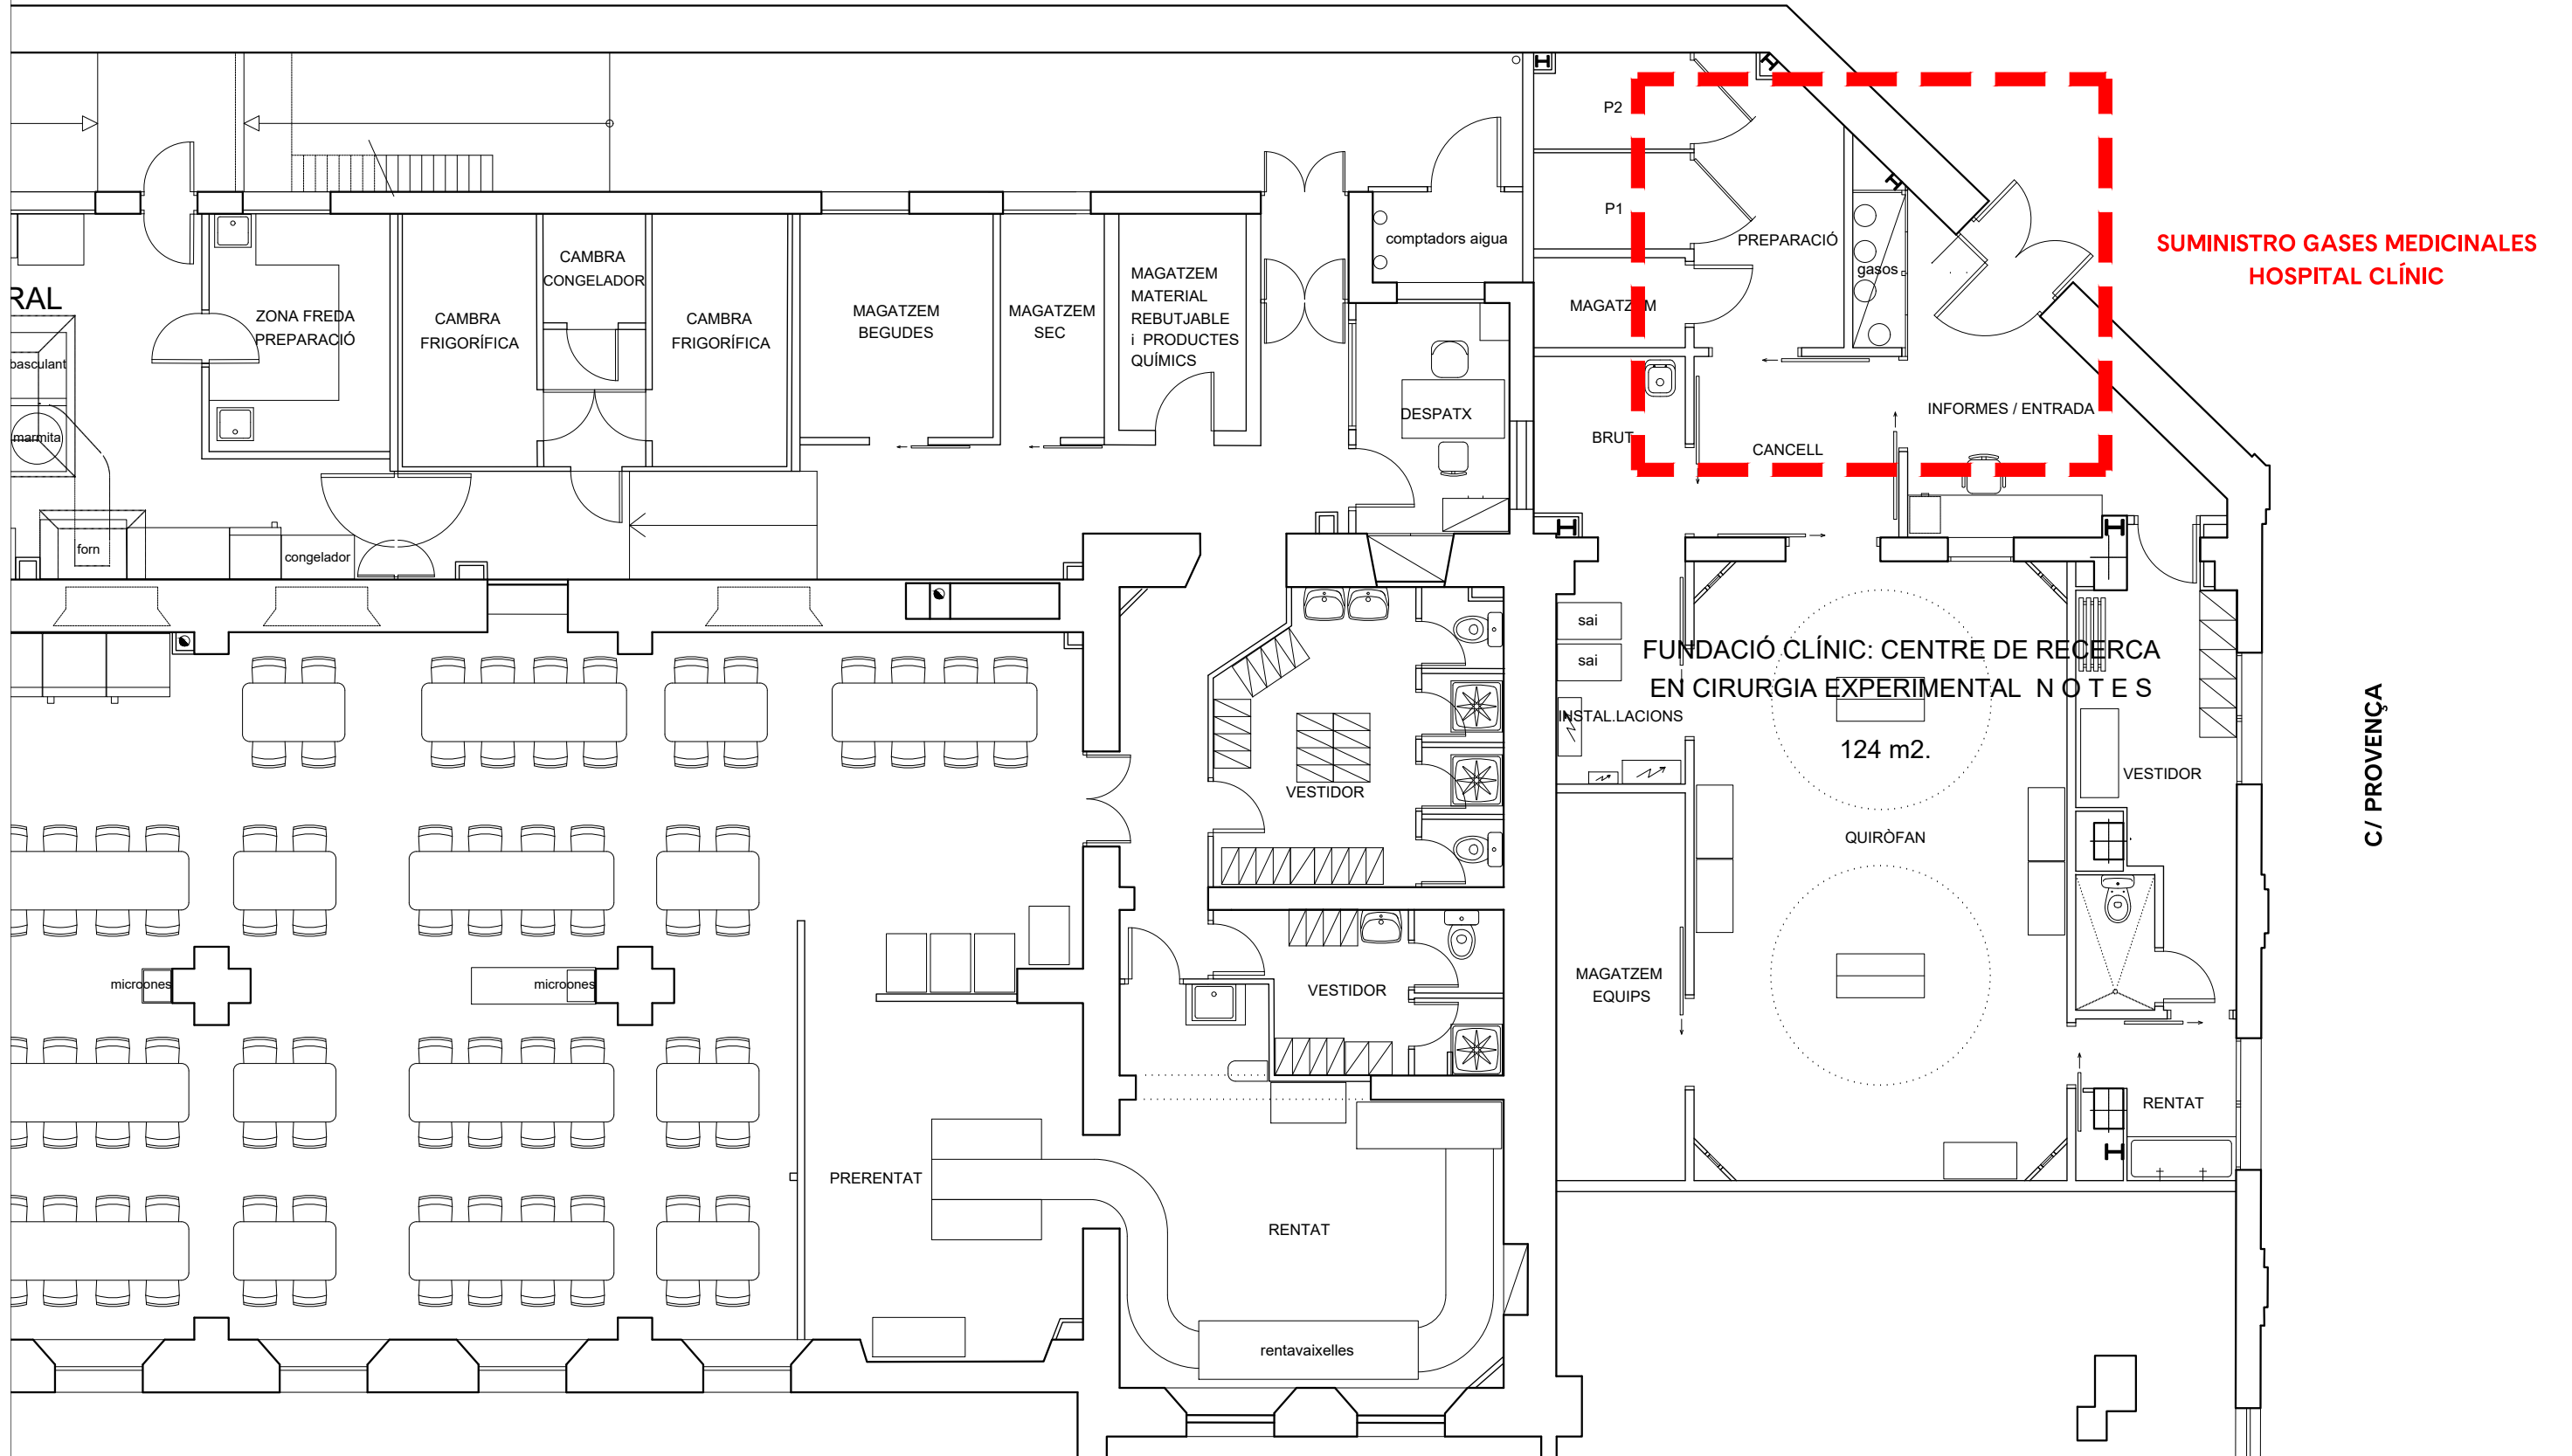 P2
P1
PREPARACIÓ
gasos
comptadors aigua
SUMINISTRO GASES MEDICINALES
HOSPITAL CLÍNIC
RAL
ZONA FREDA
PREPARACIÓ
CAMBRA
FRIGORÍFICA
CAMBRA
CONGELADOR
CAMBRA
FRIGORÍFICA
MAGATZEM
BEGUDES
MAGATZEM
SEC
MAGATZEM
MATERIAL
REBUTJABLE
i PRODUCTES
QUÍMICS
MAGATZEM
basculant
marmita
DESPATX
BRUT
CANCELL
INFORMES / ENTRADA
forn
congelador
sai
sai
FUNDACIÓ CLÍNIC: CENTRE DE RECERCA
EN CIRURGIA EXPERIMENTAL N O T E S
INSTAL.LACIONS
124 m2.
VESTIDOR
VESTIDOR
C/ PROVENÇA
QUIRÒFAN
microones
microones
VESTIDOR
MAGATZEM
EQUIPS
RENTAT
PRERENTAT
RENTAT
rentavaixelles